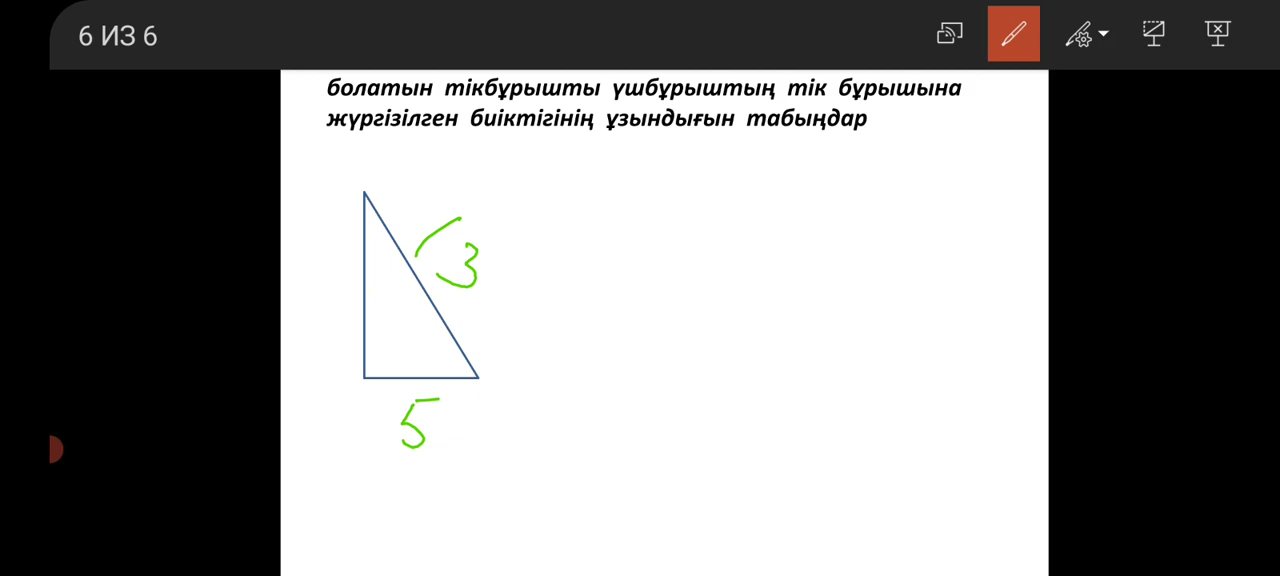 6 ИЗ 6
болатын тікбұрышты үшбұрыштың тік бұрышына
жүргізілген биіктігінің ұзындығын табыңдар
3
5